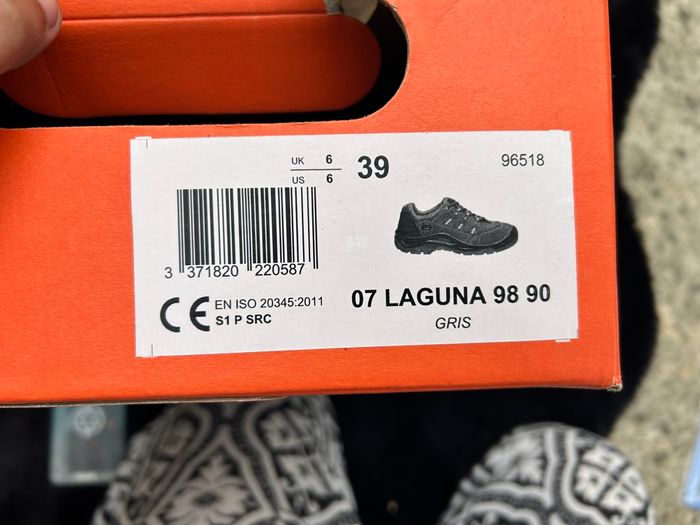 UK 6
US 6
39
96518
3 371820 220587
CE EN ISO 20345:2011
S1 P SRC
07 LAGUNA 98 90
GRIS